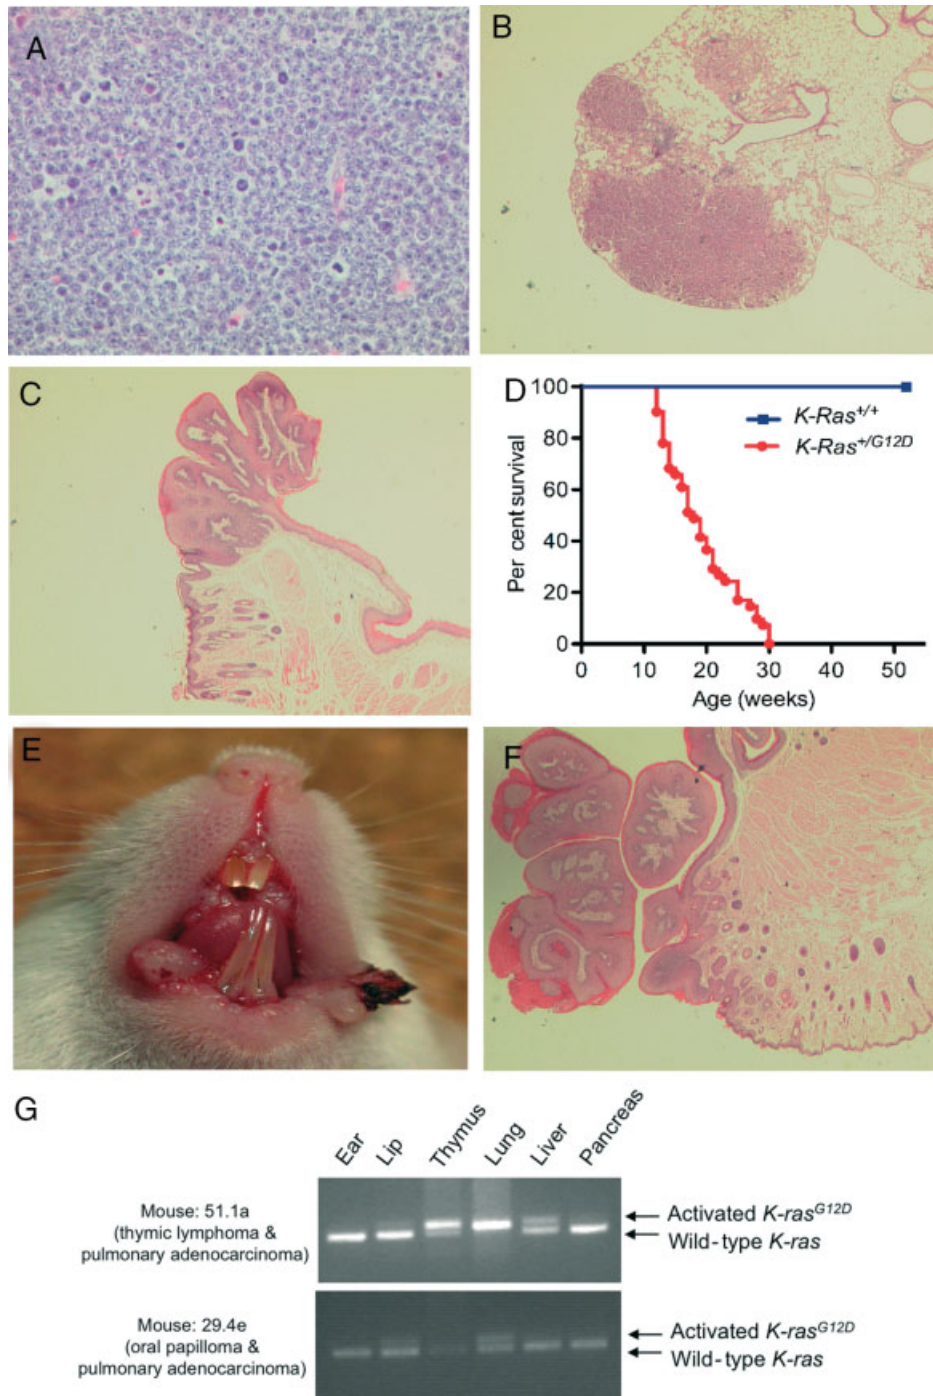 A
B
C
D
100
80
60
40
20
0
Per cent survival
K-Ras+/+
K-Ras+/G12D
0 10 20 30 40 50
Age (weeks)
E
F
G
Ear Lip Thymus Lung Liver Pancreas
Mouse: 51.1a
(thymic lymphoma &
pulmonary adenocarcinoma)
Activated K-rasG12D
Wild-type K-ras
Mouse: 29.4e
(oral papilloma &
pulmonary adenocarcinoma)
Activated K-rasG12D
Wild-type K-ras